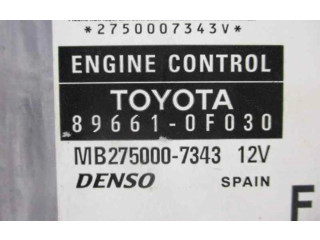 *2750007343V*
ENGINE CONTROL
TOYOTA
89661-0F030
MB275000-7343 12V
DENSO SPAIN
F